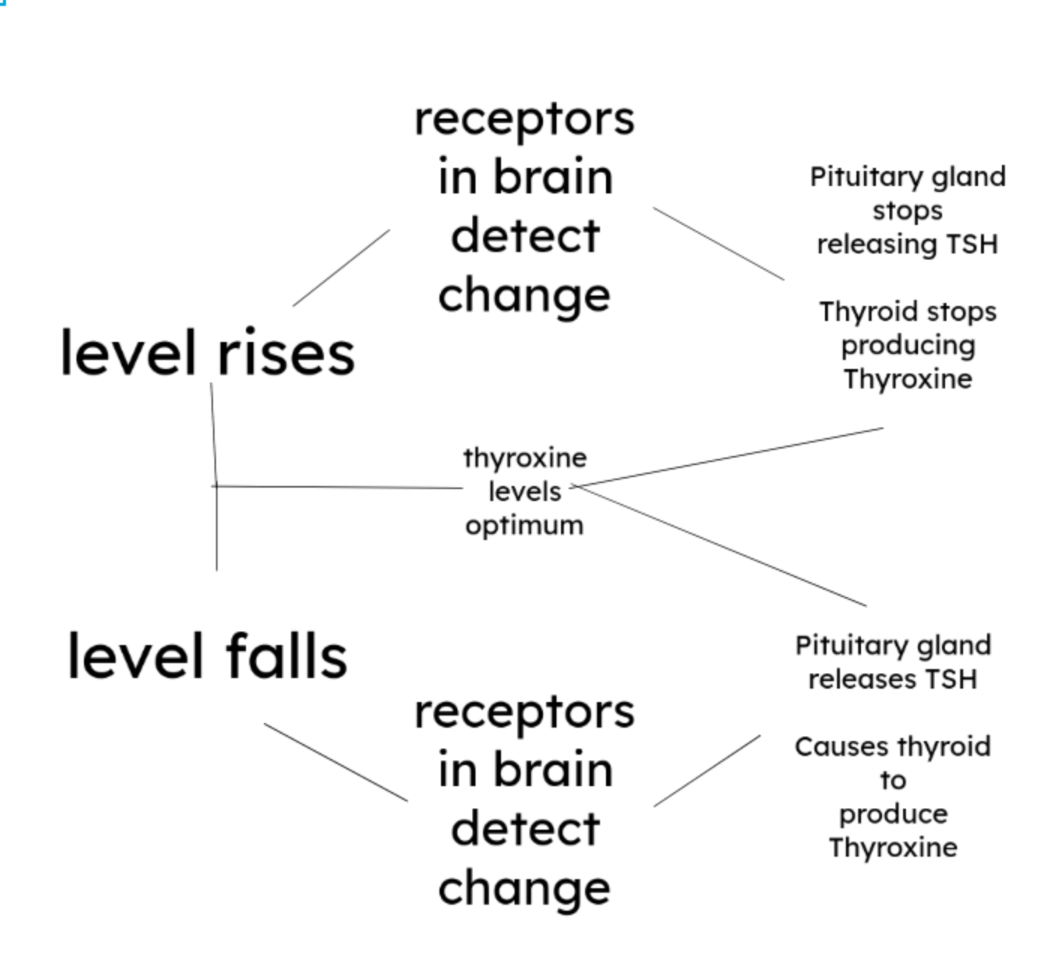 receptors
in brain
detect
change
Pituitary gland
stops
releasing TSH
Thyroid stops
producing
Thyroxine
level rises
thyroxine
levels
optimum
level falls
receptors
in brain
detect
change
Pituitary gland
releases TSH
Causes thyroid
to
produce
Thyroxine